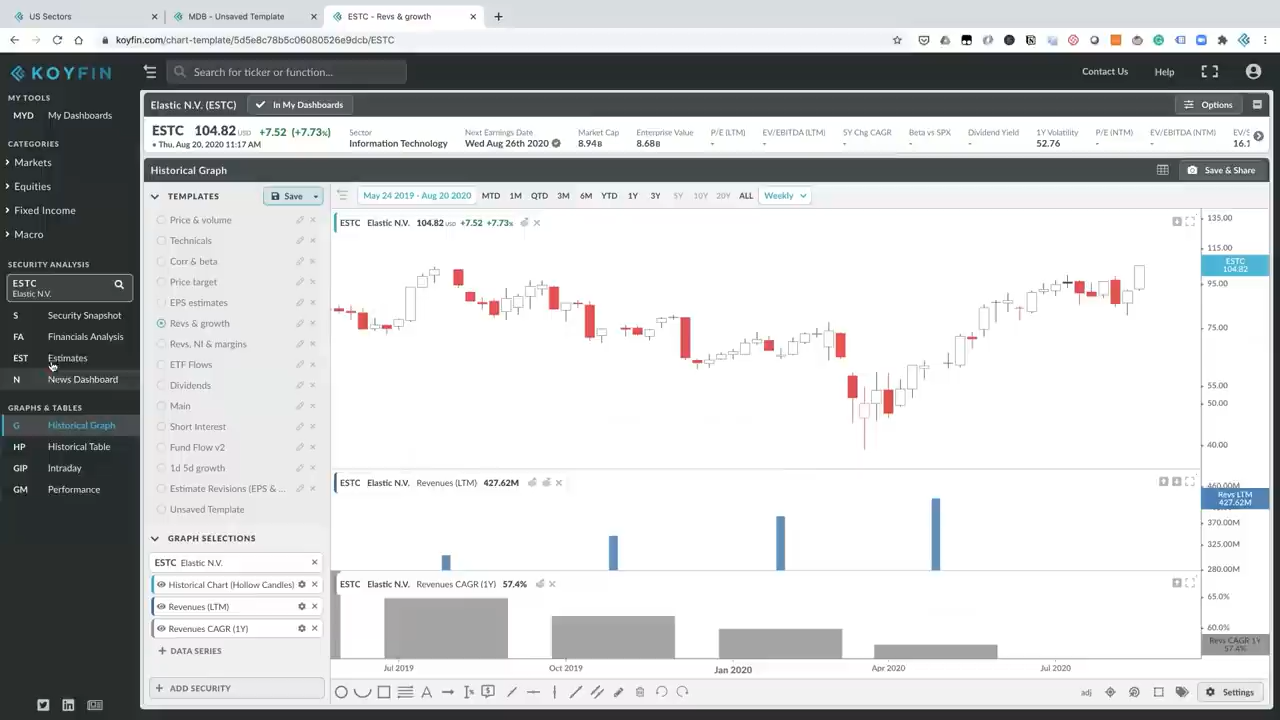 US Sectors
MDB - Unsaved Template
ESTC - Revs & growth
koyfin.com/chart-template/5d5e8c78b5c06080526e9dcb/ESTC
KOYFIN
Search for ticker or function...
Contact Us
Help
MY TOOLS
MYD My Dashboards
CATEGORIES
Markets
Equities
Fixed Income
Macro
SECURITY ANALYSIS
ESTC
Elastic N.V.
S Security Snapshot
FA Financials Analysis
EST Estimates
N News Dashboard
GRAPHS & TABLES
G Historical Graph
HP Historical Table
GIP Intraday
GM Performance
Elastic N.V. (ESTC)
In My Dashboards
Options
ESTC 104.82 USD +7.52 (+7.73%)
• Thu, Aug 20, 2020 11:17 AM
Sector
Information Technology
Next Earnings Date
Wed Aug 26th 2020
Market Cap
8.94B
Enterprise Value
8.68B
P/E (LTM)
-
EV/EBITDA (LTM)
-
5Y Chg CAGR
-
Beta vs SPX
-
Dividend Yield
-
1Y Volatility
52.76
P/E (NTM)
-
EV/EBITDA (NTM)
-
EV/S
16.1
Historical Graph
Save & Share
TEMPLATES
Save
Price & volume
Technicals
Corr & beta
Price target
EPS estimates
Revs & growth
Revs, NI & margins
ETF Flows
Dividends
Main
Short Interest
Fund Flow v2
1d 5d growth
Estimate Revisions (EPS & ...
Unsaved Template
GRAPH SELECTIONS
ESTC Elastic N.V.
Historical Chart (Hollow Candles)
Revenues (LTM)
Revenues CAGR (1Y)
+ DATA SERIES
+ ADD SECURITY
May 24 2019 - Aug 20 2020 MTD 1M QTD 3M 6M YTD 1Y 3Y 5Y 10Y 20Y ALL Weekly
ESTC Elastic N.V. 104.82 USD +7.52 +7.73%
135.00
115.00
ESTC
104.82
95.00
75.00
55.00
50.00
40.00
ESTC Elastic N.V. Revenues (LTM) 427.62M
460.00M
Revs LTM
427.62M
370.00M
325.00M
280.00M
ESTC Elastic N.V. Revenues CAGR (1Y) 57.4%
65.0%
60.0%
Revs CAGR 1Y
57.4%
Jul 2019 Oct 2019 Jan 2020 Apr 2020 Jul 2020
adj
Settings